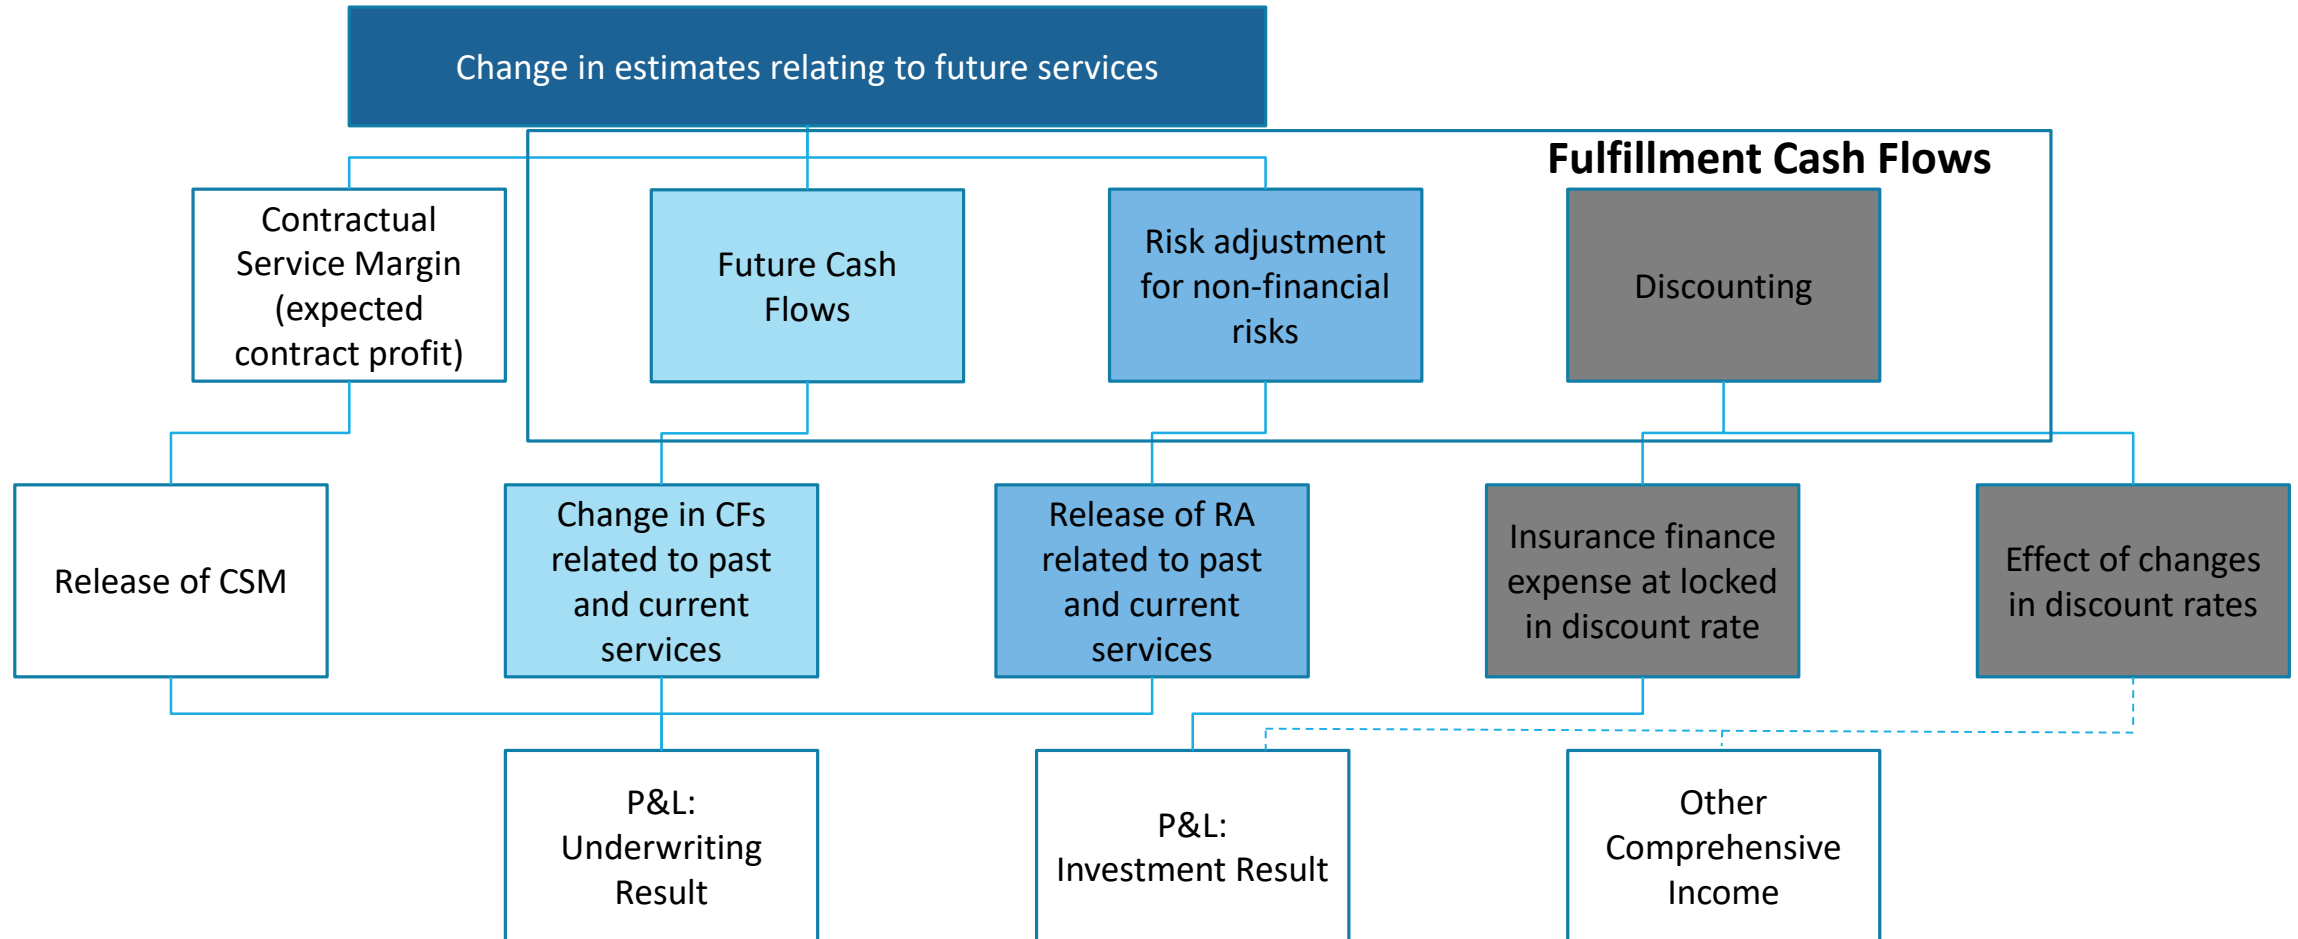 Change in estimates relating to future services
Fulfillment Cash Flows
Contractual
Service Margin
(expected
contract profit)
Future Cash
Flows
Risk adjustment
for non-financial
risks
Discounting
Release of CSM
Change in CFs
related to past
and current
services
Release of RA
related to past
and current
services
Insurance finance
expense at locked
in discount rate
Effect of changes
in discount rates
P&L:
Underwriting
Result
P&L:
Investment Result
Other
Comprehensive
Income